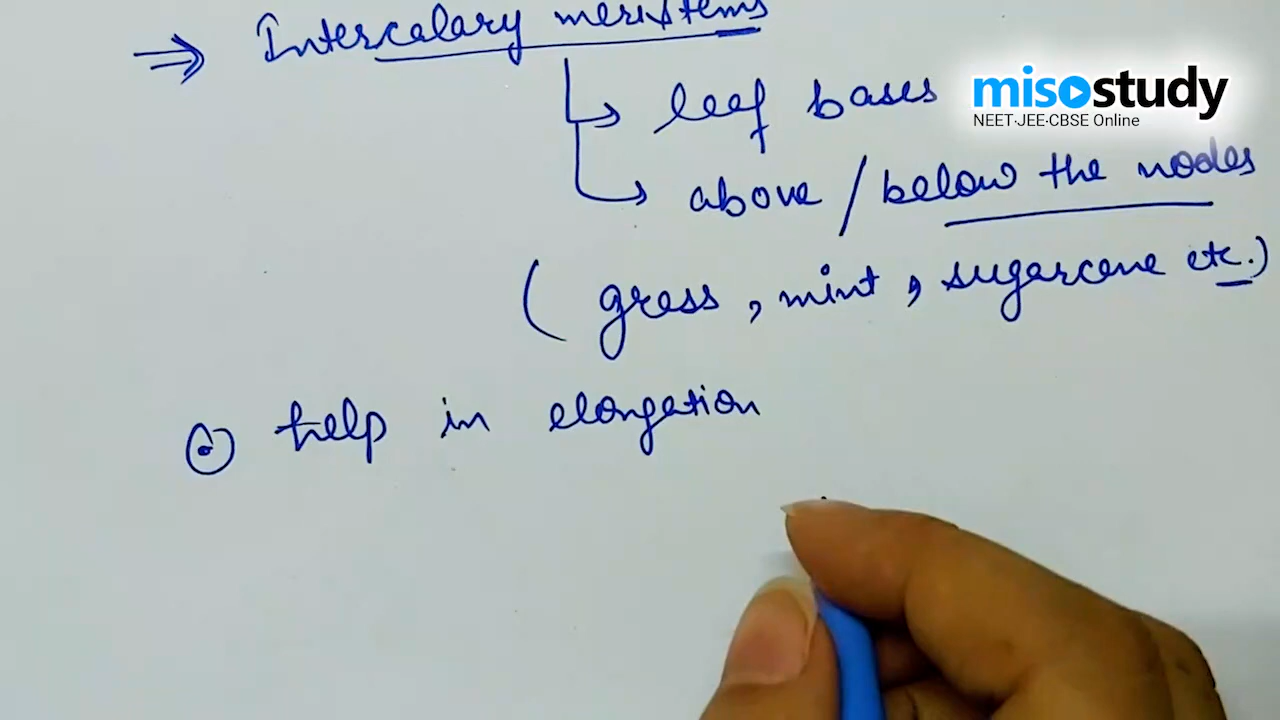 ⇒ Intercalary meristems
→ leaf bases
misostudy
NEET-JEE-CBSE Online
→ above / below the nodes
( grass, mint, sugarcane etc.)
⊙ help in elongation